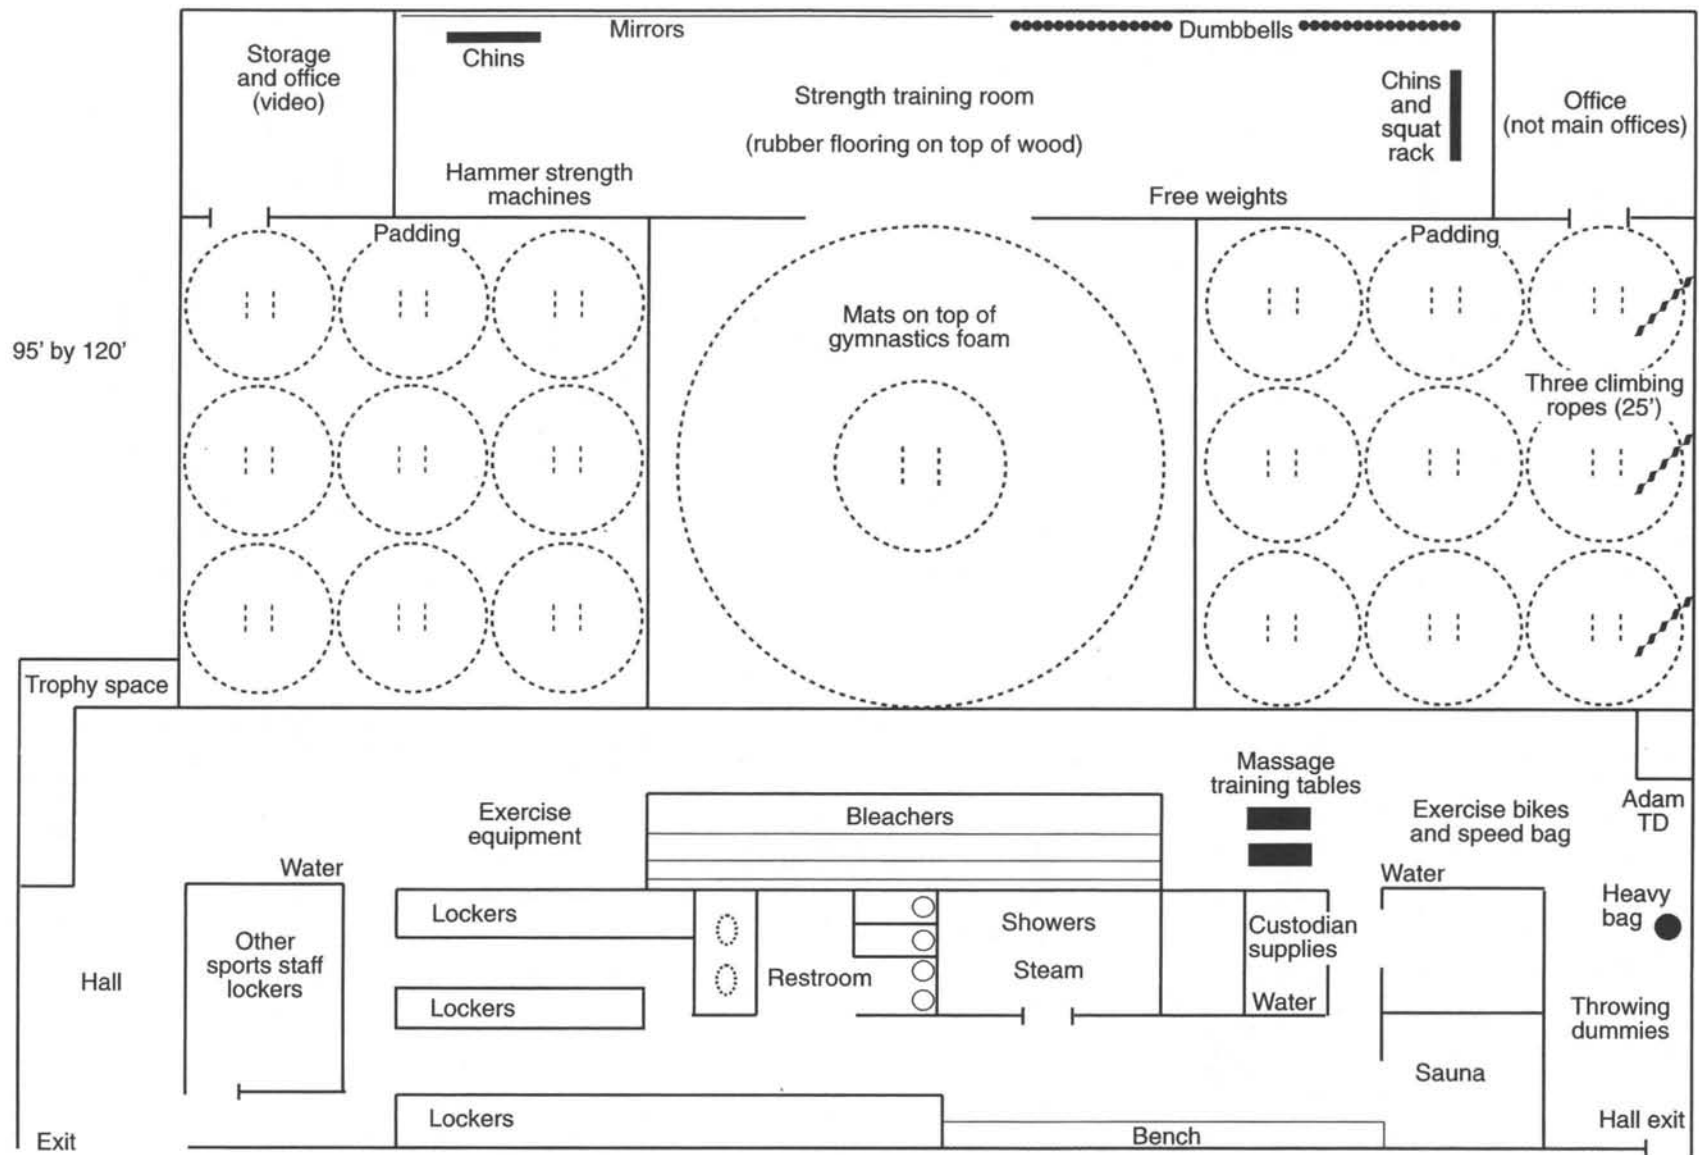 Mirrors
Dumbbells
Storage
and office
(video)
Chins
Strength training room
(rubber flooring on top of wood)
Chins
and
squat
rack
Office
(not main offices)
Hammer strength
machines
Free weights
Padding
Padding
95' by 120'
Mats on top of
gymnastics foam
Three climbing
ropes (25')
Trophy space
Massage
training tables
Exercise
equipment
Bleachers
Exercise bikes
and speed bag
Adam
TD
Water
Water
Lockers
Showers
Custodian
supplies
Heavy
bag
Other
sports staff
lockers
Hall
Restroom
Steam
Lockers
Water
Throwing
dummies
Sauna
Lockers
Hall exit
Exit
Bench